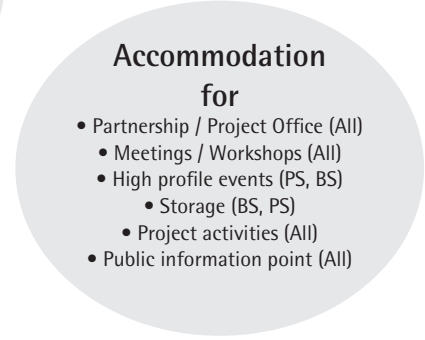 Accommodation
for
• Partnership / Project Office (All)
• Meetings / Workshops (All)
• High profile events (PS, BS)
• Storage (BS, PS)
• Project activities (All)
• Public information point (All)